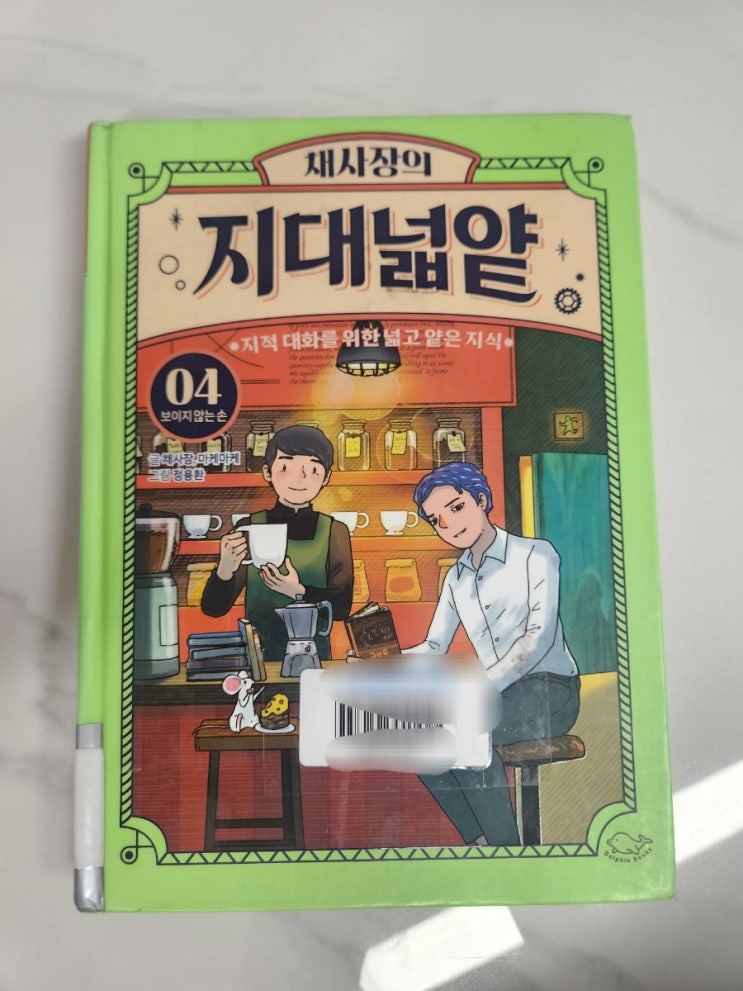 채사장의
지대넓얕
지적 대화를 위한 넓고 얕은 지식
04
보이지 않는 손
글 채사장, 마케마케
그림 정용환
Dolphin books